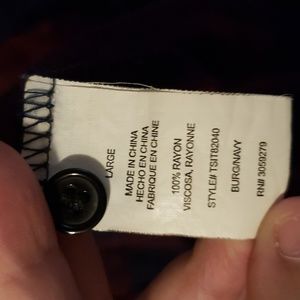 LARGE
MADE IN CHINA
HECHO EN CHINA
FABRIQUE EN CHINE
100% RAYON
VISCOSA, RAYONNE
STYLE# TSIT82040
BURG/NAVY
RN# 3059279